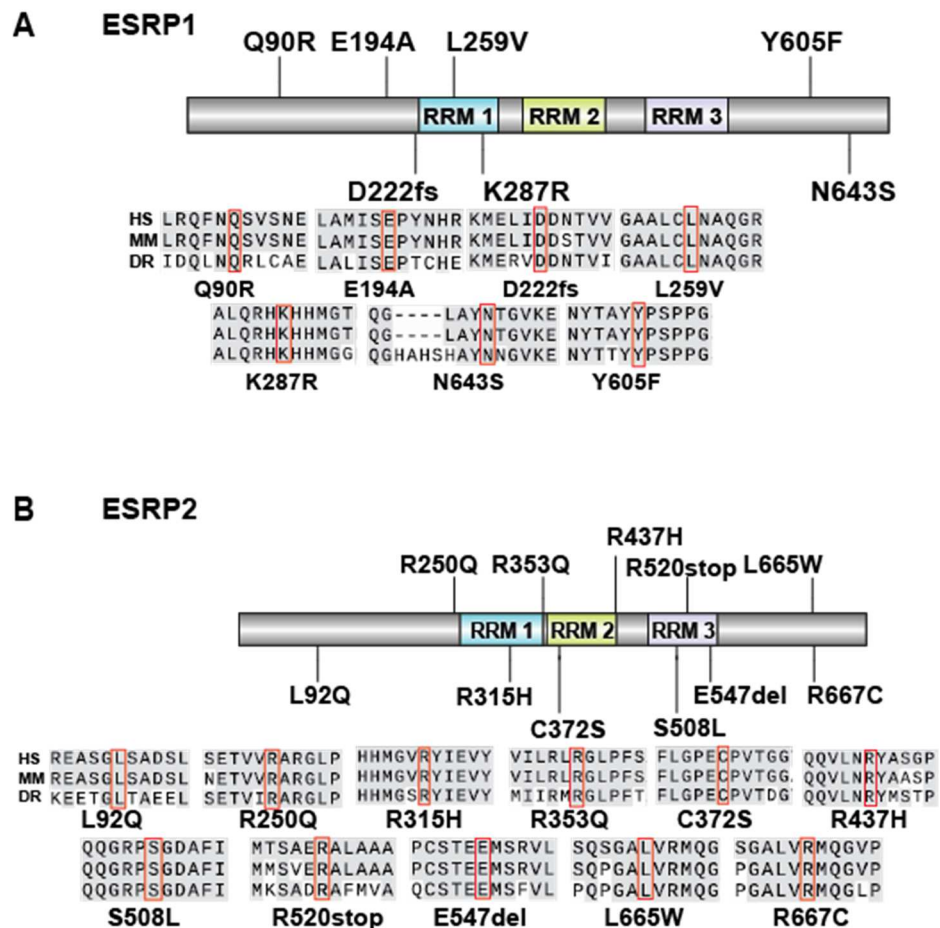 A ESRP1
Q90R E194A L259V Y605F
RRM 1 RRM 2 RRM 3
D222fs K287R N643S
HS LRQFNQSVSNE LAMISEPYNHR KMELIDDNTVV GAALCLNAQGR
MM LRQFNQSVSNE LAMISEPYNHR KMELIDDSTVV GAALCLNAQGR
DR IDQLNQRLCAE LALISEPTCHE KMERVDDNTVI GAALCLNAQGR
Q90R E194A D222fs L259V
ALQRHKHHMGT QG----LAYNTGVKE NYTAYYPSPPG
ALQRHKHHMGT QG----LAYNTGVKE NYTAYYPSPPG
ALQRHKHHMGG QGHAHSHAYNNGVKE NYTTYYPSPPG
K287R N643S Y605F
B ESRP2
R437H
R250Q R353Q R520stop L665W
RRM 1 RRM 2 RRM 3
L92Q R315H E547del R667C
C372S S508L
HS REASGLSADSL SETVVRARGLP HHMGVRYIEVY VILRLRGLPFS FLGPECPVTGG QQVLNRYASGP
MM REASGLSADSL NETVVRARGLP HHMGVRYIEVY VILRLRGLPFS FLGPECPVTGG QQVLNRYAASP
DR KEETGLTAEEL SETVIRARGLP HHMGSRYIEVY MIIRMRGLPFT FLGPECPVTDG QQVLNRYMSTP
L92Q R250Q R315H R353Q C372S R437H
QQGRPSGDAFI MTSAERALAAA PCSTEEMSRVL SQSGALVRMQG SGALVRMQGVP
QQGRPSGDAFI MMSVERALAAA PCSTEEMSRVL SQPGALVRMQG PGALVRMQGVP
QQGRPSGDAFI MKSADRAFMVA QCSTEEMSFVL PQPGALVRMQG PGALVRMQGLP
S508L R520stop E547del L665W R667C